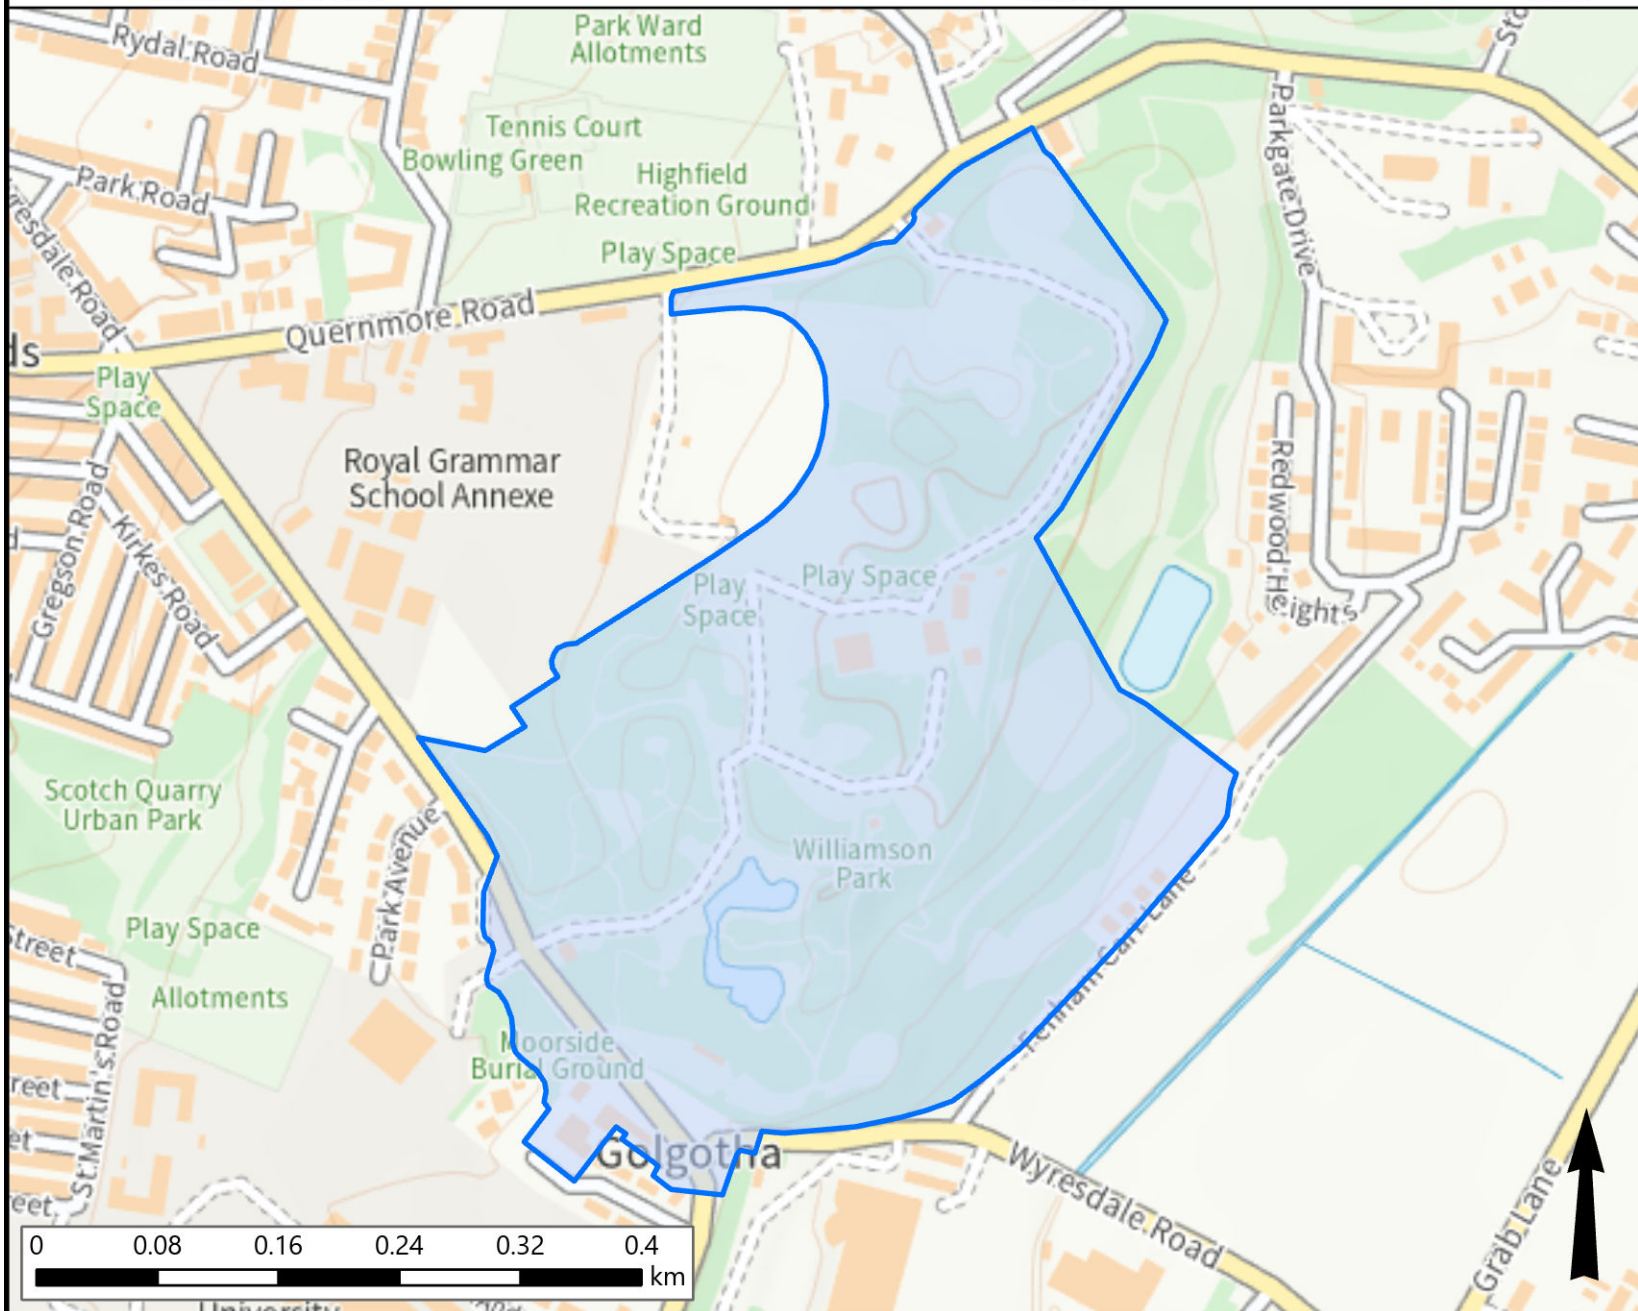 Park Ward
Allotments
Rydal Road
Tennis Court
Bowling Green
Highfield
Recreation Ground
Park Road
Play Space
Parkgate Drive
Quernmore Road
Play
Space
Royal Grammar
School Annexe
Gregson Road
Kirkes Road
Redwood Heights
Play
Space
Play Space
Scotch Quarry
Urban Park
Park Avenue
Williamson
Park
Play Space
Allotments
St Martin's Road
Moorside
Burial Ground
Golgotha
Wyresdale Road
Grab Lane
0 0.08 0.16 0.24 0.32 0.4
km